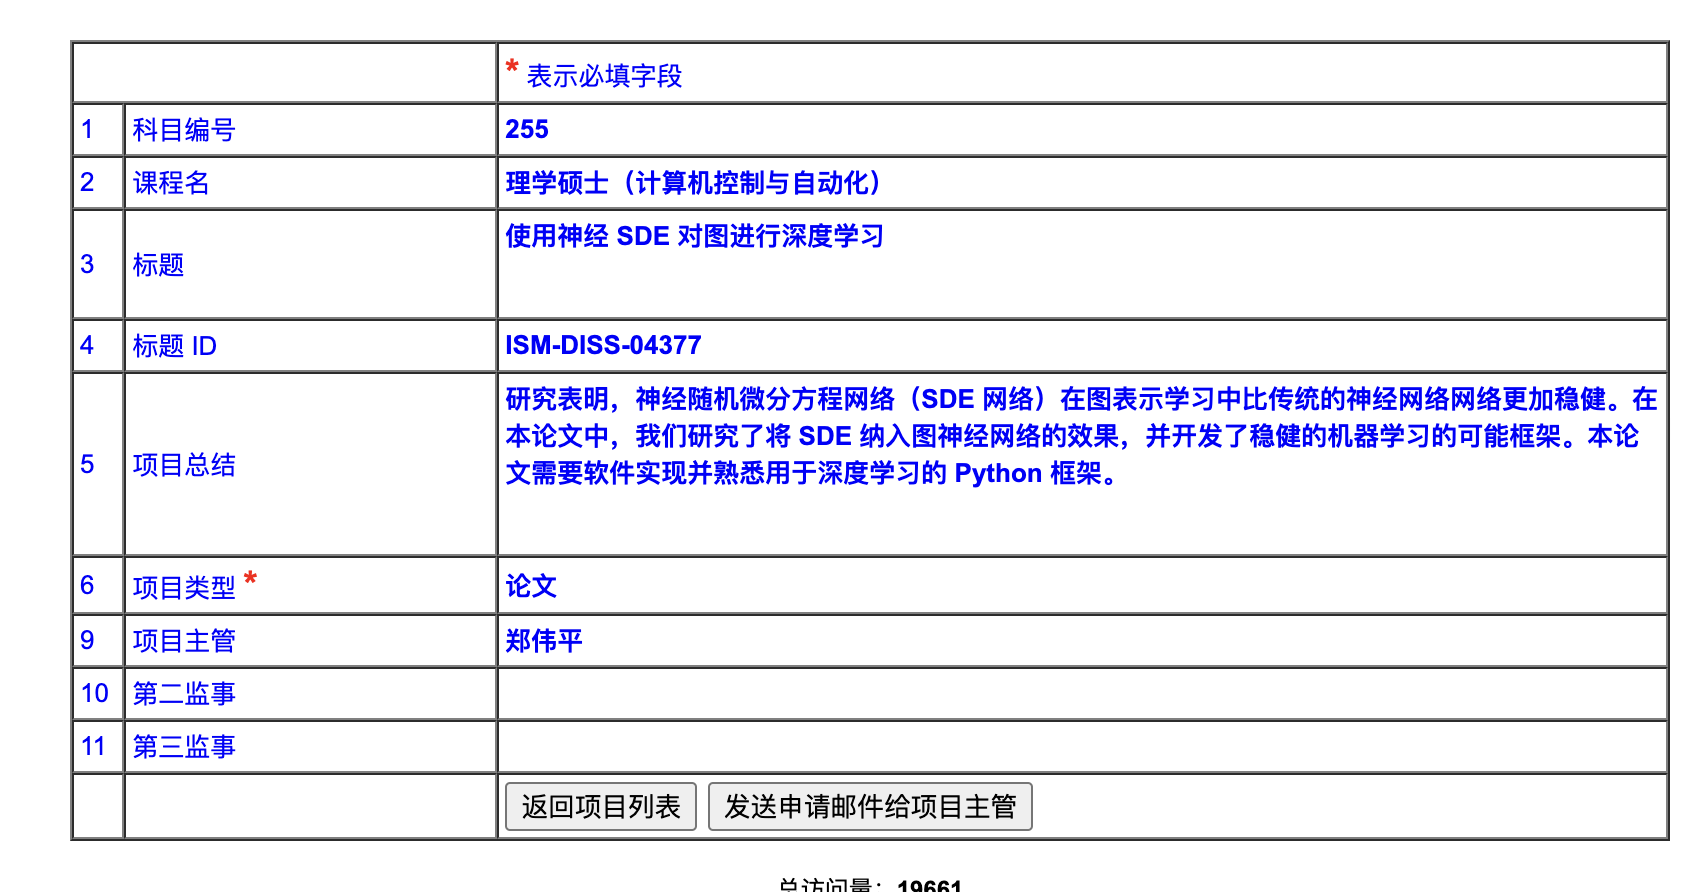 * 表示必填字段
1 科目编号 255
2 课程名 理学硕士（计算机控制与自动化）
3 标题 使用神经 SDE 对图进行深度学习
4 标题 ID ISM-DISS-04377
5 项目总结 研究表明，神经随机微分方程网络（SDE 网络）在图表示学习中比传统的神经网络网络更加稳健。在
本论文中，我们研究了将 SDE 纳入图神经网络的效果，并开发了稳健的机器学习的可能框架。本论
文需要软件实现并熟悉用于深度学习的 Python 框架。
6 项目类型 * 论文
9 项目主管 郑伟平
10 第二监事
11 第三监事
返回项目列表 发送申请邮件给项目主管
总访问量：19661